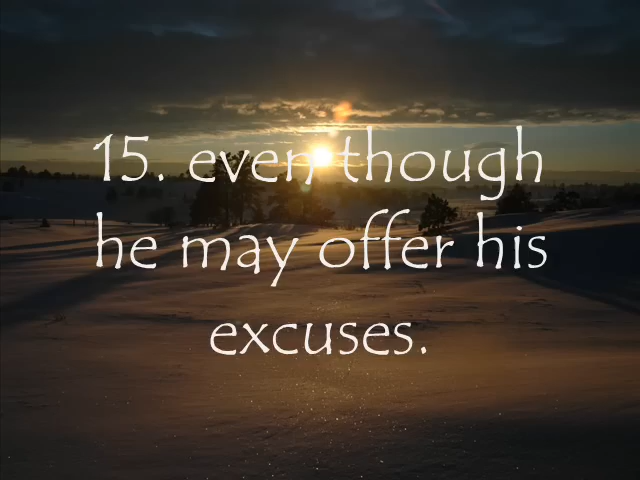 15. even though
he may offer his
excuses.